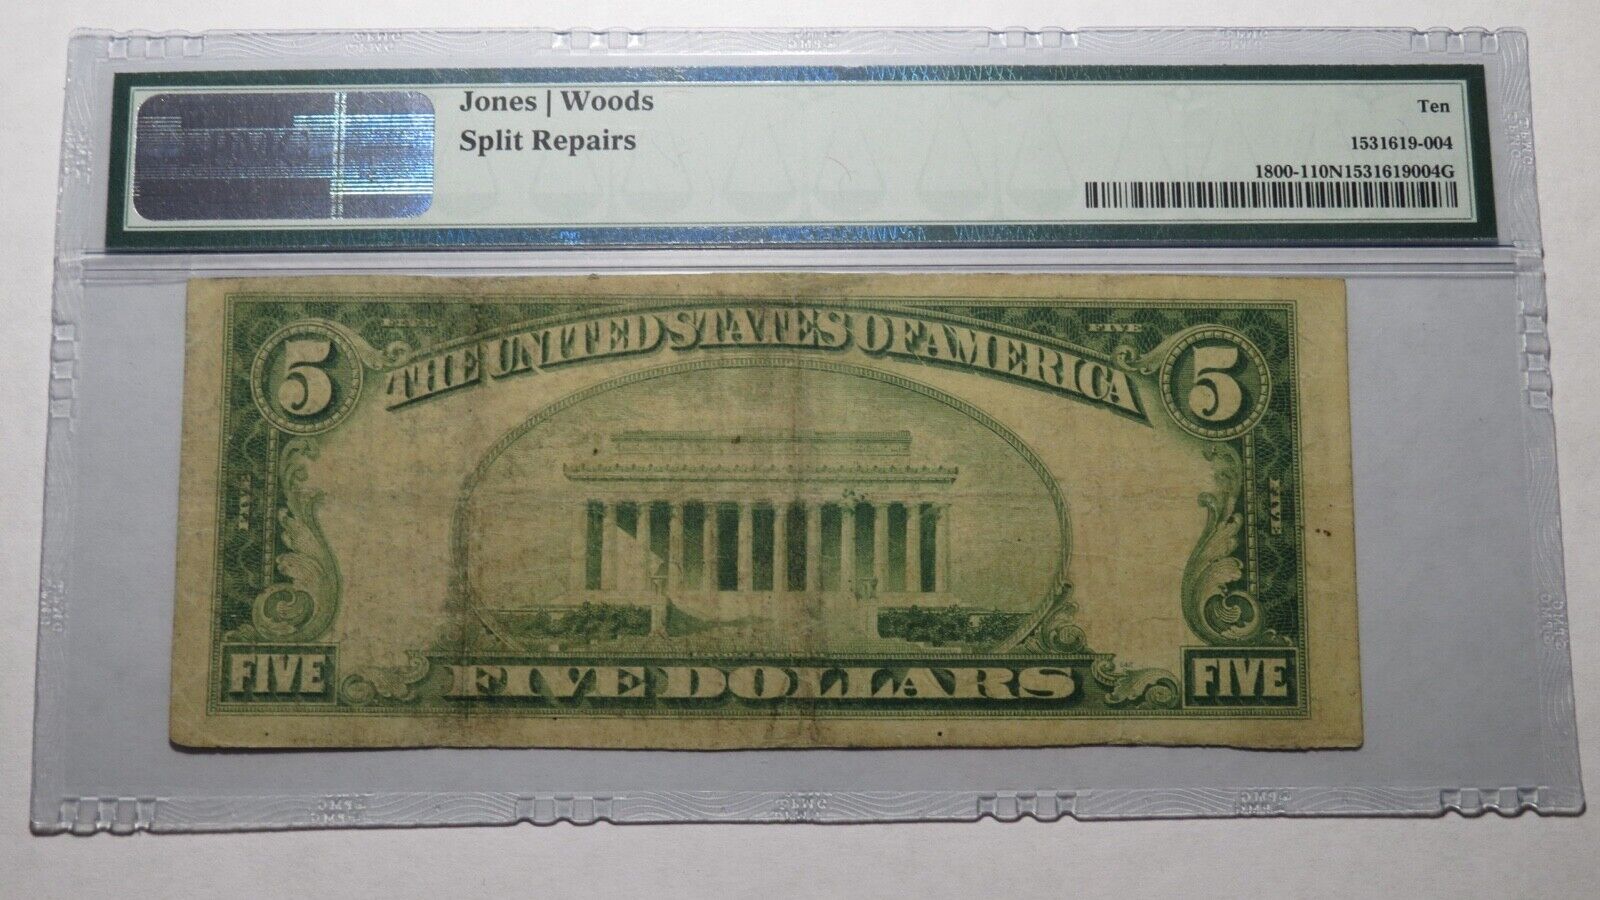 Jones | Woods
Split Repairs
Ten
1531619-004
1800-110N1531619004G
FIVE
FIVE
5
THE UNITED STATES OF AMERICA
5
FIVE
FIVE
FIVE
FIVE DOLLARS
FIVE